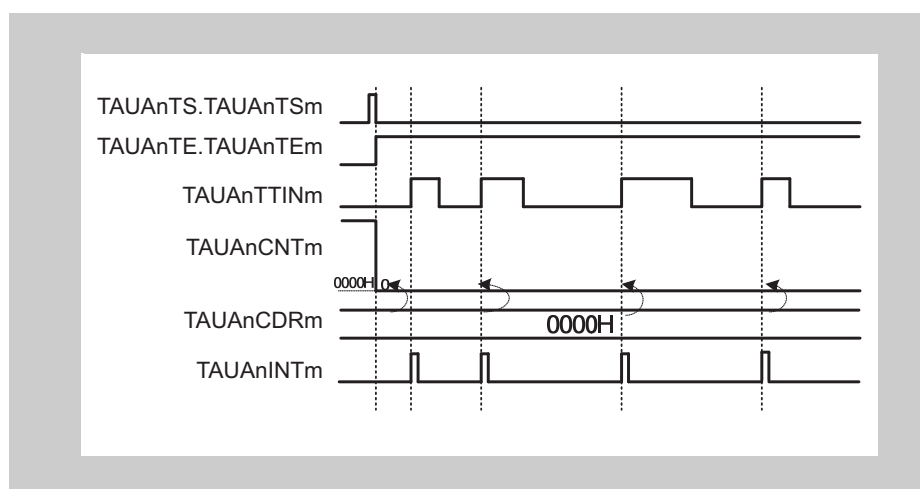 TAUAnTS.TAUAnTSm
TAUAnTE.TAUAnTEm
TAUAnTTINm
TAUAnCNTm
0000H 0
TAUAnCDRm
0000H
TAUAnINTm